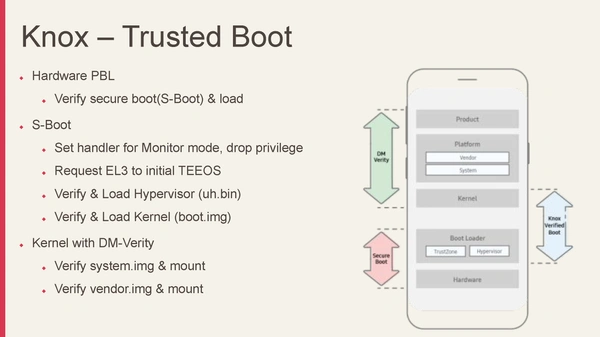 Knox – Trusted Boot
Hardware PBL
Verify secure boot(S-Boot) & load
S-Boot
Set handler for Monitor mode, drop privilege
Request EL3 to initial TEEOS
Verify & Load Hypervisor (uh.bin)
Verify & Load Kernel (boot.img)
Kernel with DM-Verity
Verify system.img & mount
Verify vendor.img & mount
DM
Verity
Secure
Boot
Product
Platform
Vendor
System
Kernel
Boot Loader
TrustZone
Hypervisor
Hardware
Knox
Verified
Boot